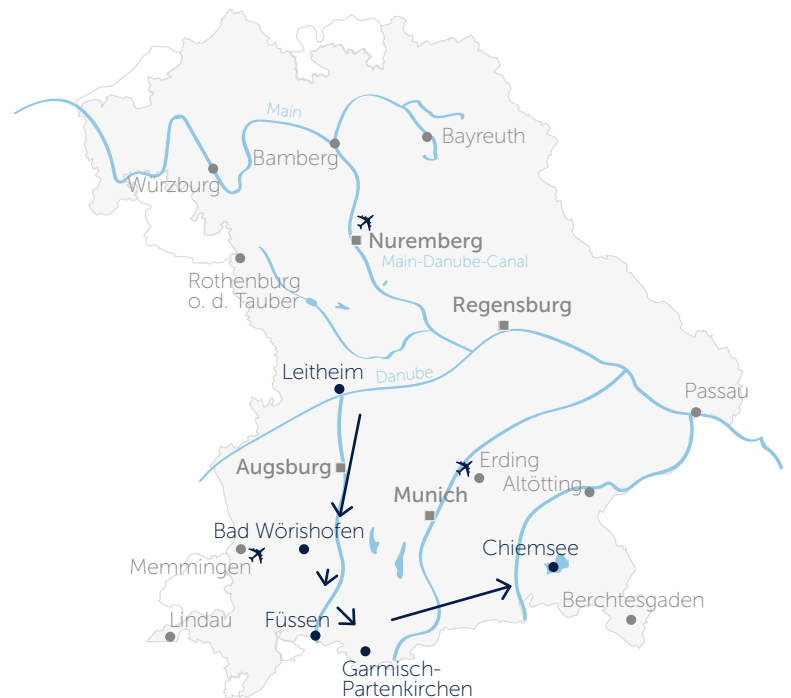 Main
Bayreuth
Bamberg
Würzburg
Nuremberg
Main-Danube-Canal
Rothenburg
o. d. Tauber
Regensburg
Leitheim
Danube
Passau
Augsburg
Erding
Altötting
Munich
Bad Wörishofen
Chiemsee
Memmingen
Berchtesgaden
Lindau
Füssen
Garmisch-
Partenkirchen